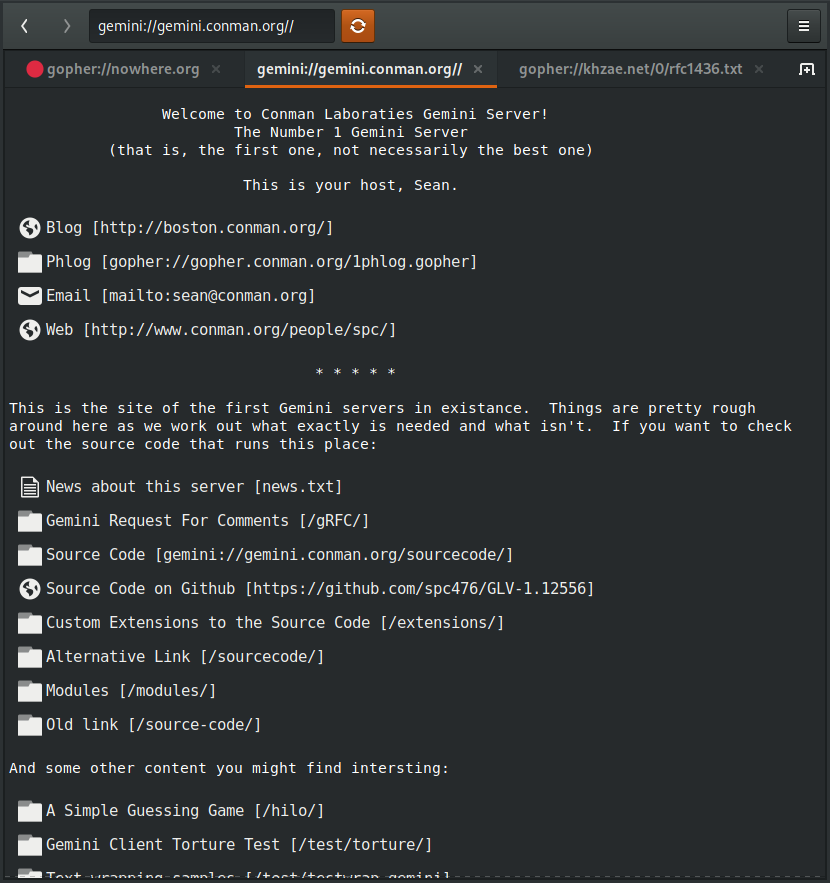 gemini://gemini.conman.org//
gopher://nowhere.org
gemini://gemini.conman.org//
gopher://khzae.net/0/rfc1436.txt
Welcome to Conman Laboraties Gemini Server!
The Number 1 Gemini Server
(that is, the first one, not necessarily the best one)
This is your host, Sean.
Blog [http://boston.conman.org/]
Phlog [gopher://gopher.conman.org/1phlog.gopher]
Email [mailto:sean@conman.org]
Web [http://www.conman.org/people/spc/]
* * * * *
This is the site of the first Gemini servers in existance.  Things are pretty rough
around here as we work out what exactly is needed and what isn't.  If you want to check
out the source code that runs this place:
News about this server [news.txt]
Gemini Request For Comments [/gRFC/]
Source Code [gemini://gemini.conman.org/sourcecode/]
Source Code on Github [https://github.com/spc476/GLV-1.12556]
Custom Extensions to the Source Code [/extensions/]
Alternative Link [/sourcecode/]
Modules [/modules/]
Old link [/source-code/]
And some other content you might find intersting:
A Simple Guessing Game [/hilo/]
Gemini Client Torture Test [/test/torture/]
Text wrapping samples [/test/testwrap.gemini]